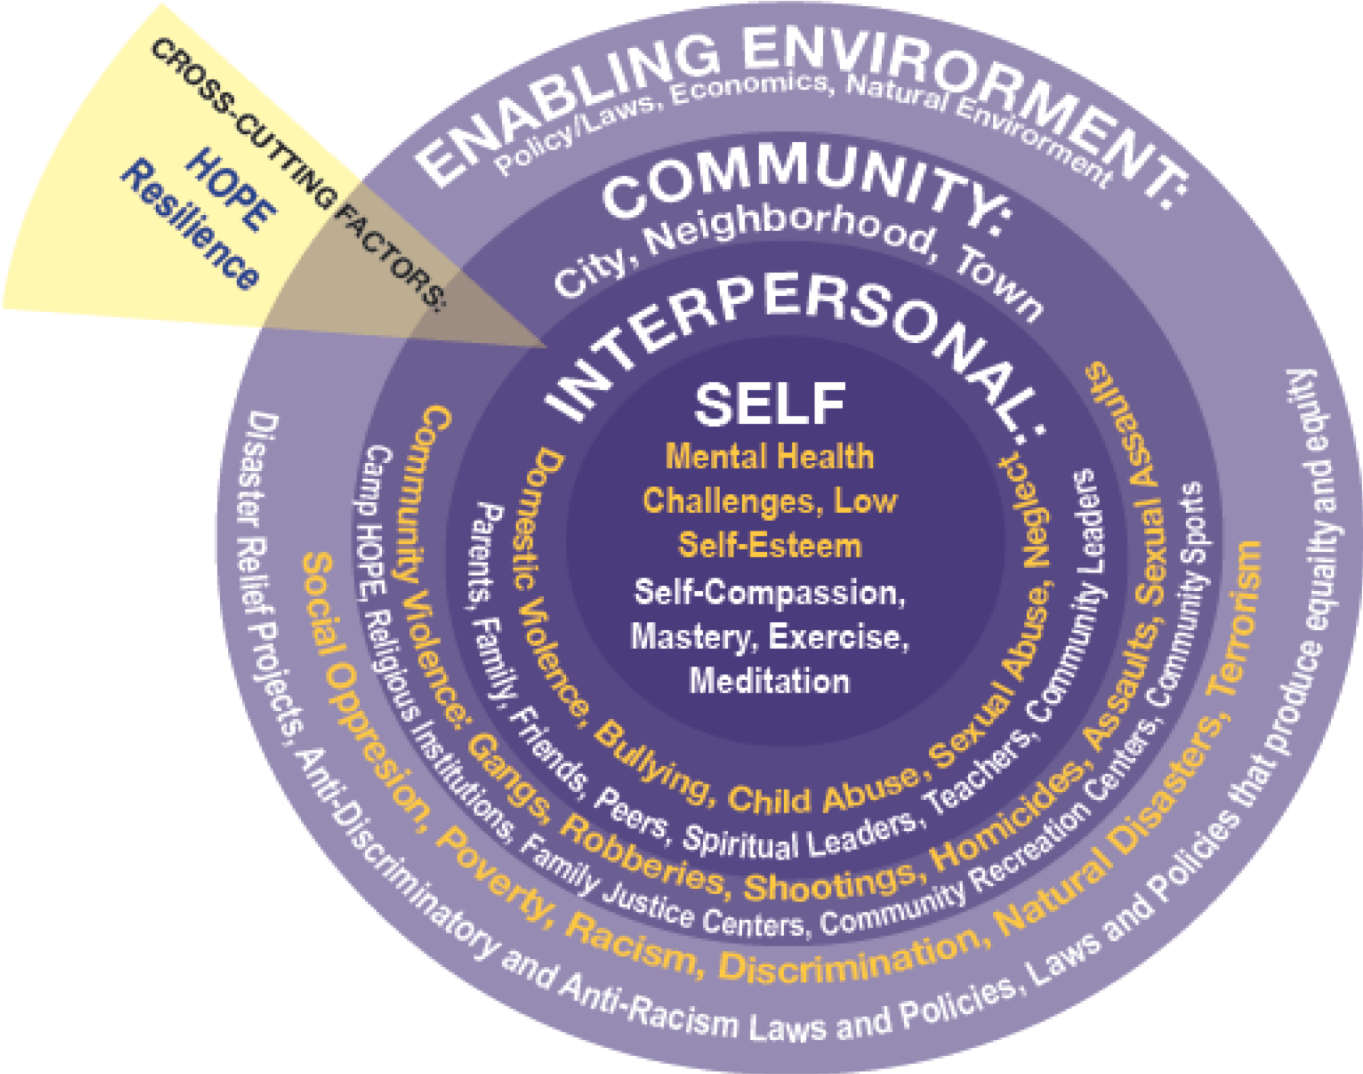 CROSS-CUTTING FACTORS:
HOPE
Resilience
ENABLING ENVIRORMENT:
Policy/Laws, Economics, Natural Envirorment
COMMUNITY:
City, Neighborhood, Town
INTERPERSONAL:
SELF
Mental Health
Challenges, Low
Self-Esteem
Self-Compassion,
Mastery, Exercise,
Meditation
Domestic Violence, Bullying, Child Abuse, Sexual Abuse, Neglect
Parents, Family, Friends, Peers, Spiritual Leaders, Teachers, Community Leaders
Community Violence: Gangs, Robberies, Shootings, Homicides, Assaults, Sexual Assaults
Camp HOPE, Religious Institutions, Family Justice Centers, Community Recreation Centers, Community Sports
Social Oppresion, Poverty, Racism, Discrimination, Natural Disasters, Terrorism
Disaster Relief Projects, Anti-Discriminatory and Anti-Racism Laws and Policies, Laws and Policies that produce equailty and equity